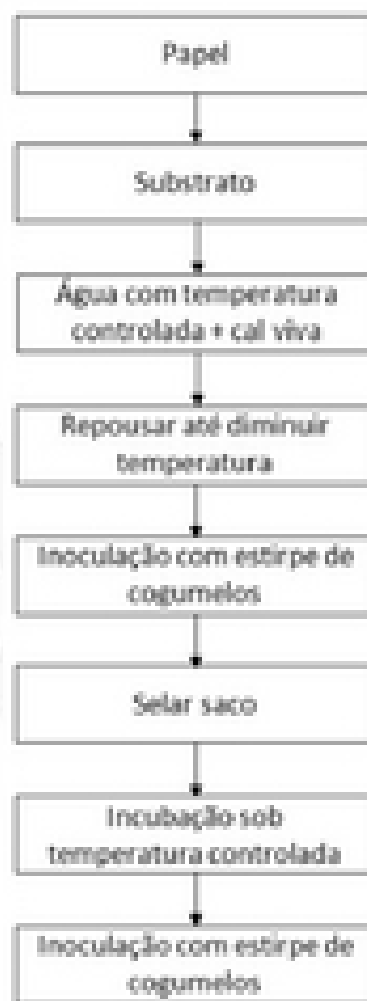 Papel
Substrato
Água com temperatura
controlada + cal viva
Repousar até diminuir
temperatura
Inoculação com estirpe de
cogumelos
Selar saco
Incubação sob
temperatura controlada
Inoculação com estirpe de
cogumelos